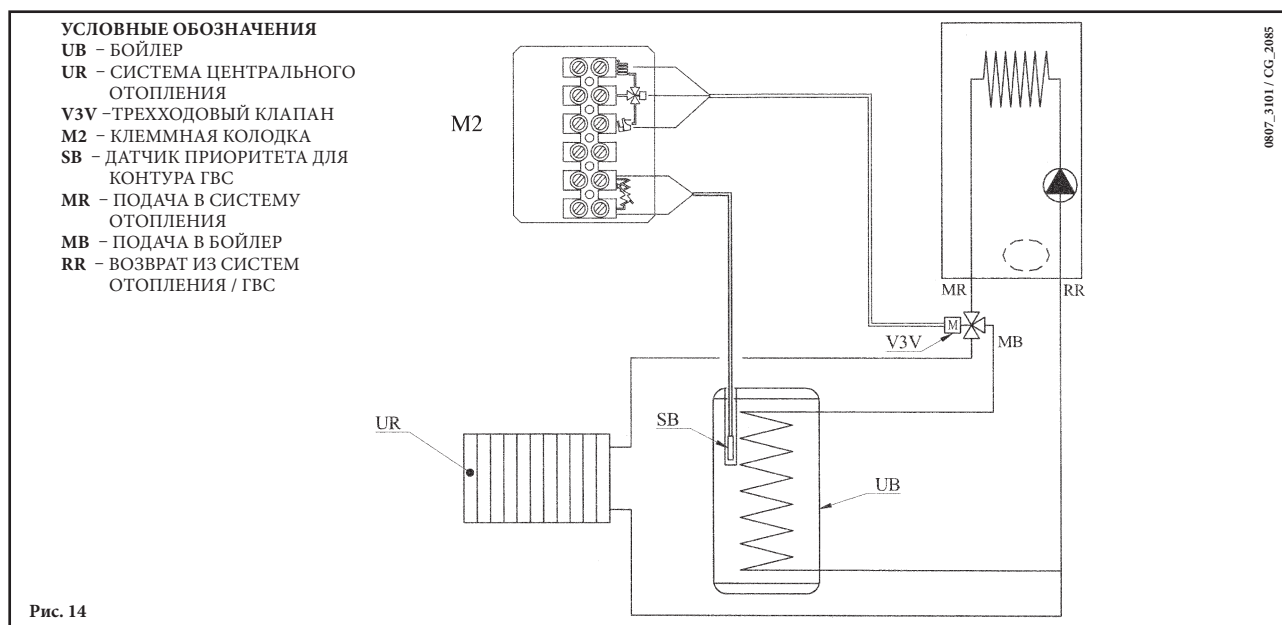 УСЛОВНЫЕ ОБОЗНАЧЕНИЯ
UB – БОЙЛЕР
UR – СИСТЕМА ЦЕНТРАЛЬНОГО
ОТОПЛЕНИЯ
V3V –ТРЕХХОДОВЫЙ КЛАПАН
M2 – КЛЕММНАЯ КОЛОДКА
SB – ДАТЧИК ПРИОРИТЕТА ДЛЯ
КОНТУРА ГВС
MR – ПОДАЧА В СИСТЕМУ
ОТОПЛЕНИЯ
MB – ПОДАЧА В БОЙЛЕР
RR – ВОЗВРАТ ИЗ СИСТЕМ
ОТОПЛЕНИЯ / ГВС
M2
0807_3101 / CG_2085
MR
RR
M
V3V
MB
UR
SB
UB
Рис. 14